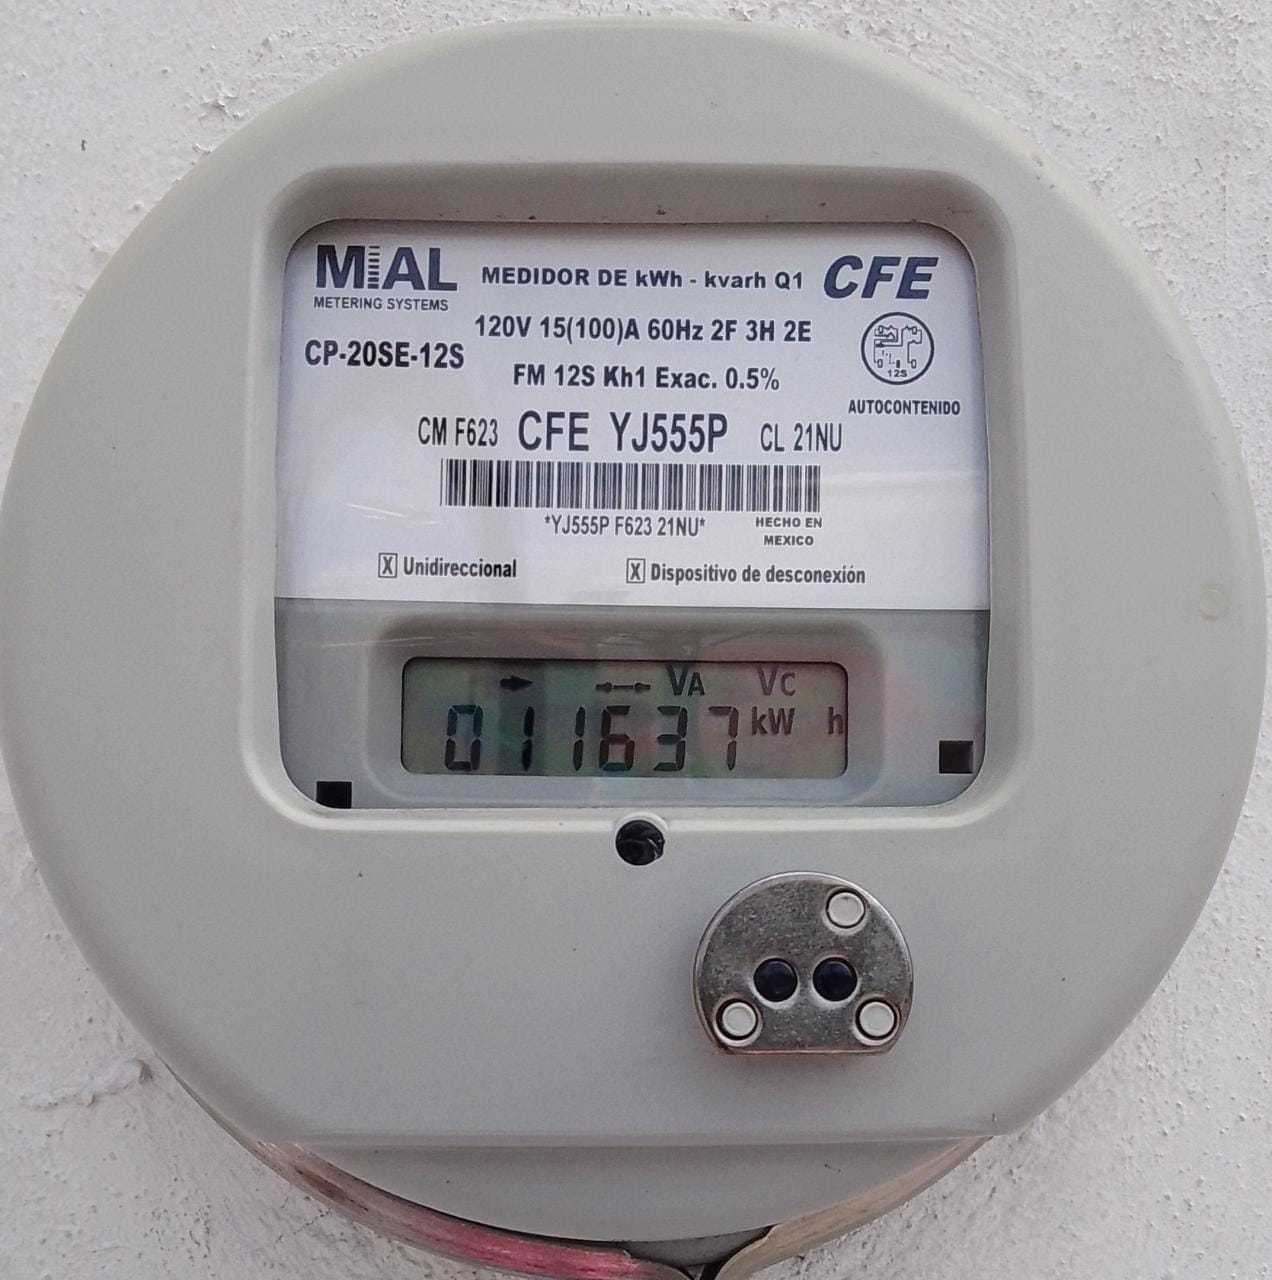 MIAL
METERING SYSTEMS
MEDIDOR DE kWh - kvarh Q1
CFE
120V 15(100)A 60Hz 2F 3H 2E
CP-20SE-12S
FM 12S Kh1 Exac. 0.5%
12S
AUTOCONTENIDO
CM F623 CFE YJ555P CL 21NU
*YJ555P F623 21NU*
HECHO EN
MEXICO
X Unidireccional
X Dispositivo de desconexión
VA VC
011637 kW h